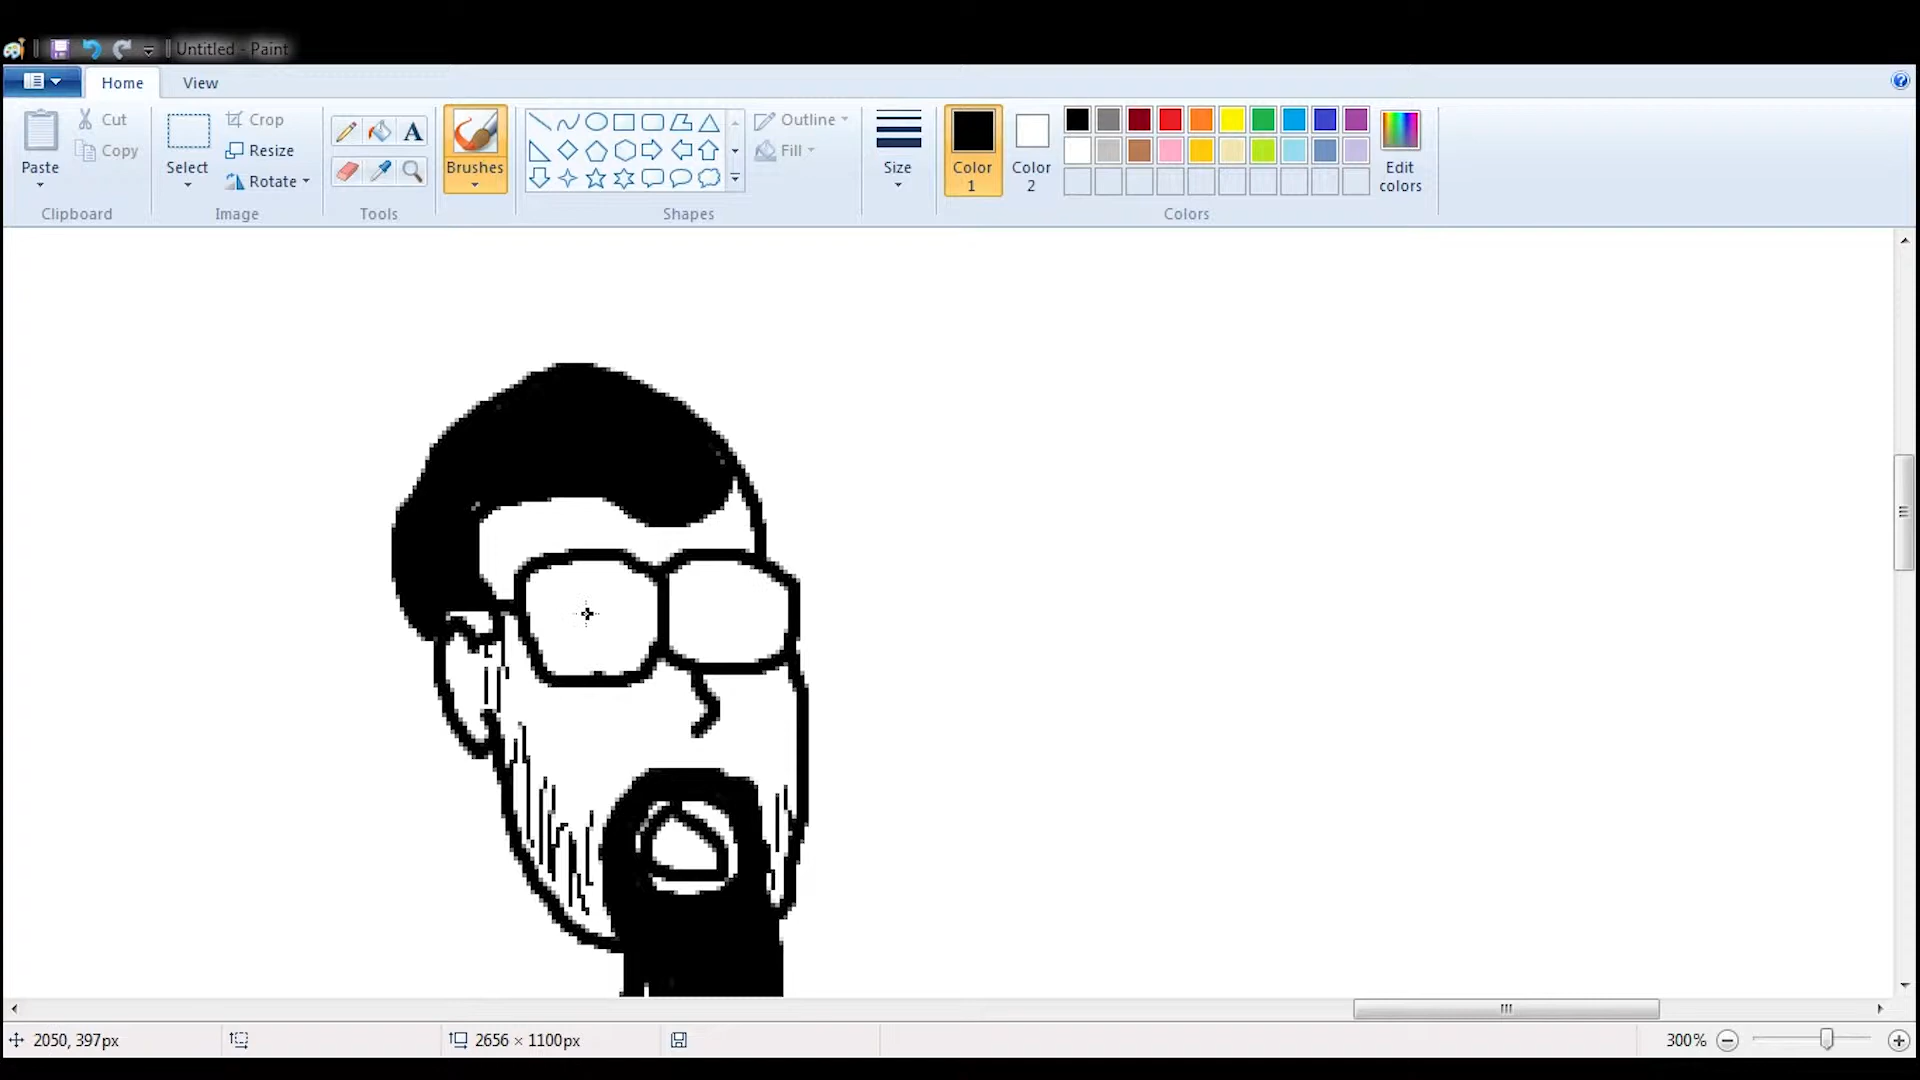 Untitled - Paint
Home View
Paste Cut Copy
Clipboard
Select Crop Resize Rotate
Image
A
Tools
Brushes
Shapes
Outline Fill
Size
Color 1 Color 2
Edit colors
Colors
2050, 397px 2656 × 1100px 300%